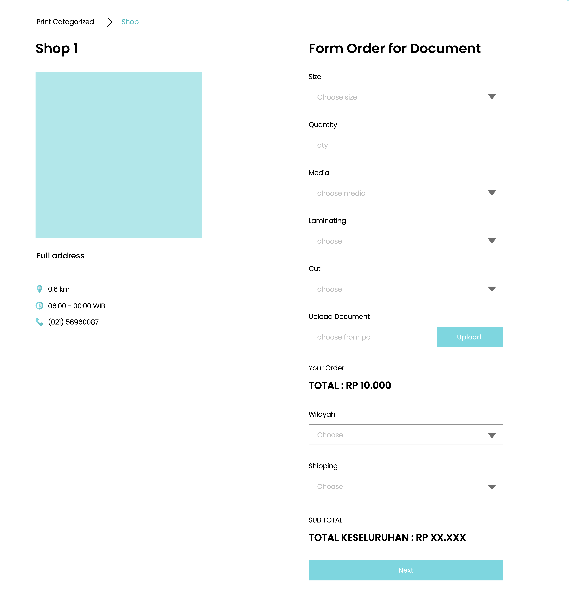 Print Categorized > Shop
Shop 1
Full address
0.6 km
08.00 - 00.00 WIB
(021) 56960087
Form Order for Document
Size
Choose size
Quantity
qty
Media
choose media
Laminating
choose
Cut
choose
Upload Document
choose from pc
Upload
Your Order
TOTAL : RP 10.000
Wilayah
Choose
Shipping
Choose
SUBTOTAL
TOTAL KESELURUHAN : RP XX.XXX
Next